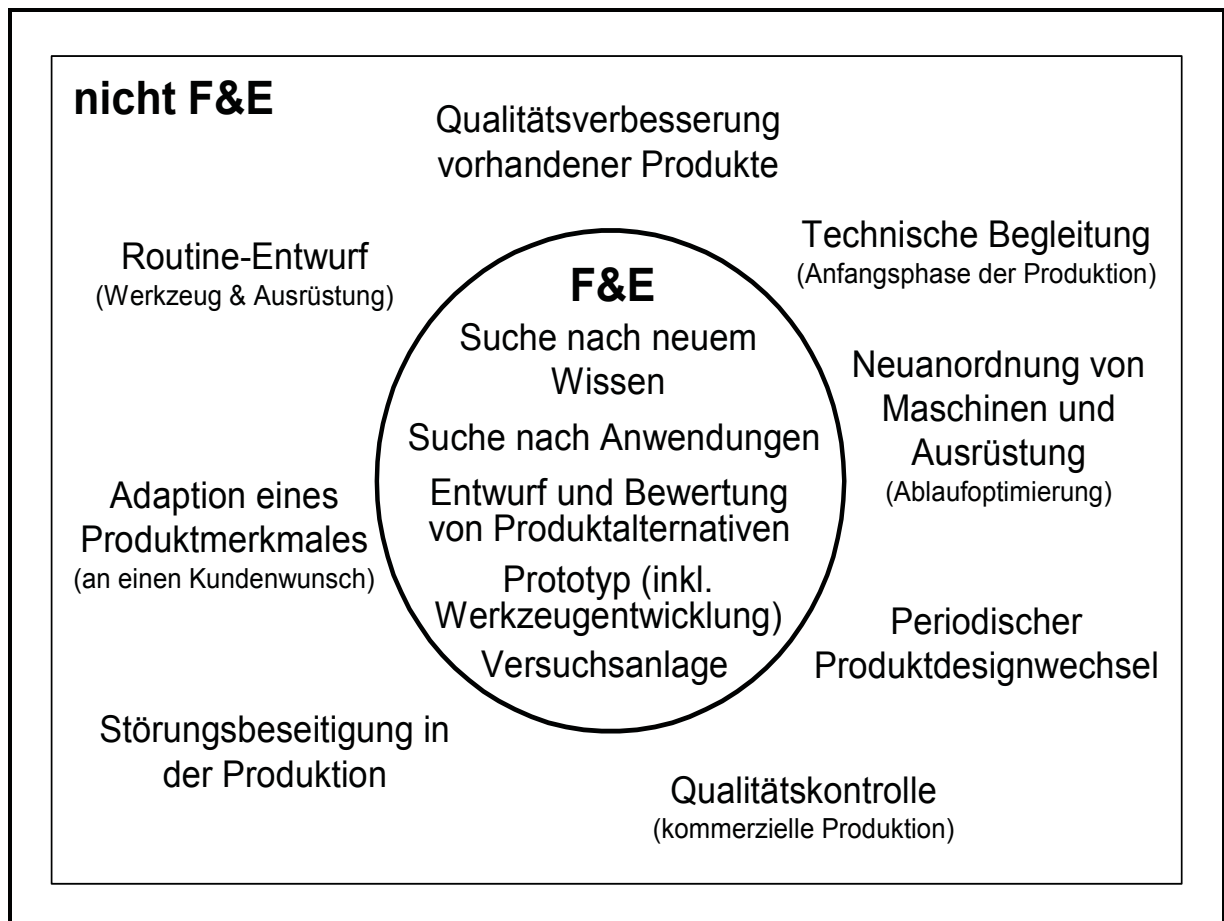 nicht F&E
Qualitätsverbesserung
vorhandener Produkte
Routine-Entwurf
(Werkzeug & Ausrüstung)
Technische Begleitung
(Anfangsphase der Produktion)
F&E
Suche nach neuem
Wissen
Suche nach Anwendungen
Entwurf und Bewertung
von Produktalternativen
Prototyp (inkl.
Werkzeugentwicklung)
Versuchsanlage
Neuanordnung von
Maschinen und
Ausrüstung
(Ablaufoptimierung)
Adaption eines
Produktmerkmales
(an einen Kundenwunsch)
Periodischer
Produktdesignwechsel
Störungsbeseitigung in
der Produktion
Qualitätskontrolle
(kommerzielle Produktion)